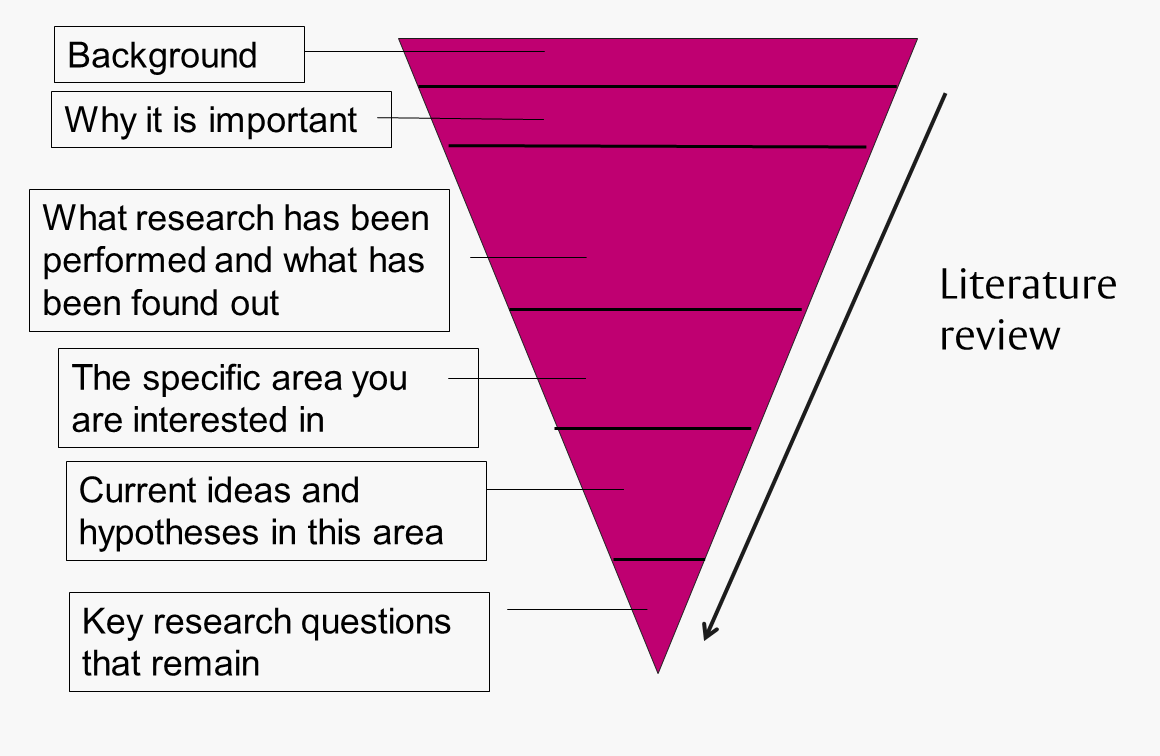 Background
Why it is important
What research has been
performed and what has
been found out
The specific area you
are interested in
Current ideas and
hypotheses in this area
Key research questions
that remain
Literature
review